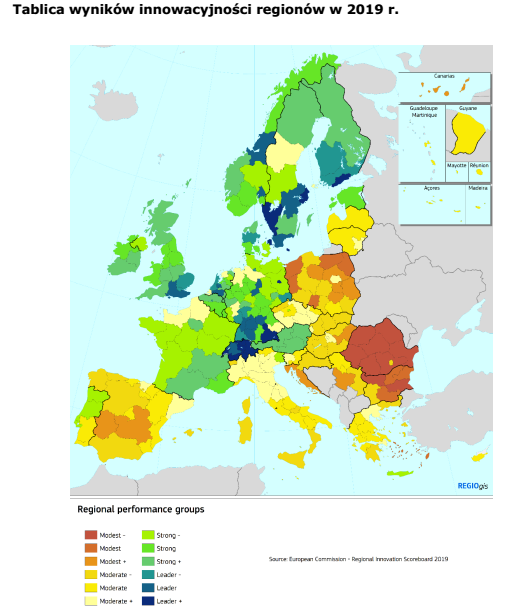 Tablica wyników innowacyjności regionów w 2019 r.
Canarias
Guadeloupe
Martinique
Guyane
Mayotte
Réunion
Açores
Madeira
REGIOgis
Regional performance groups
Modest -
Strong -
Modest
Strong
Modest +
Strong +
Moderate -
Leader -
Moderate
Leader
Moderate +
Leader +
Source: European Commission - Regional Innovation Scoreboard 2019